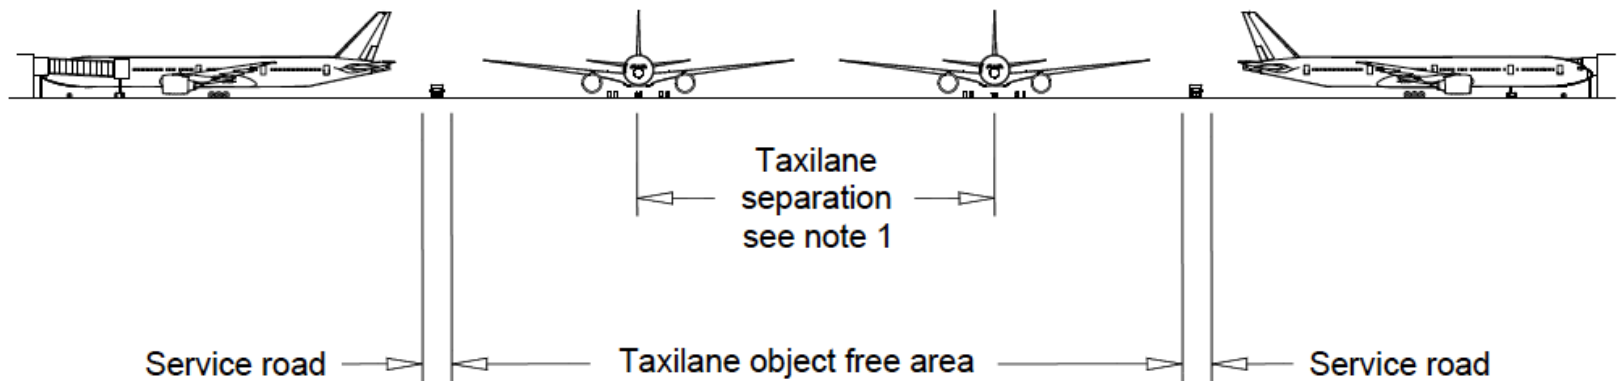 Taxilane
separation
see note 1
Service road
Taxilane object free area
Service road